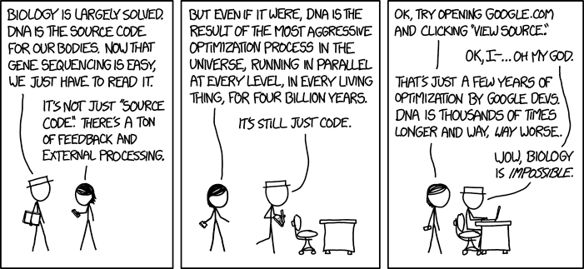 BIOLOGY IS LARGELY SOLVED.
DNA IS THE SOURCE CODE
FOR OUR BODIES. NOW THAT
GENE SEQUENCING IS EASY,
WE JUST HAVE TO READ IT.
IT'S NOT JUST "SOURCE
CODE". THERE'S A TON
OF FEEDBACK AND
EXTERNAL PROCESSING.
BUT EVEN IF IT WERE, DNA IS THE
RESULT OF THE MOST AGGRESSIVE
OPTIMIZATION PROCESS IN THE
UNIVERSE, RUNNING IN PARALLEL
AT EVERY LEVEL, IN EVERY LIVING
THING, FOR FOUR BILLION YEARS.
IT'S STILL JUST CODE.
OK, TRY OPENING GOOGLE.COM
AND CLICKING "VIEW SOURCE."
OK, I-... OH MY GOD.
THAT'S JUST A FEW YEARS OF
OPTIMIZATION BY GOOGLE DEVS.
DNA IS THOUSANDS OF TIMES
LONGER AND WAY, WAY WORSE.
WOW, BIOLOGY
IS IMPOSSIBLE.